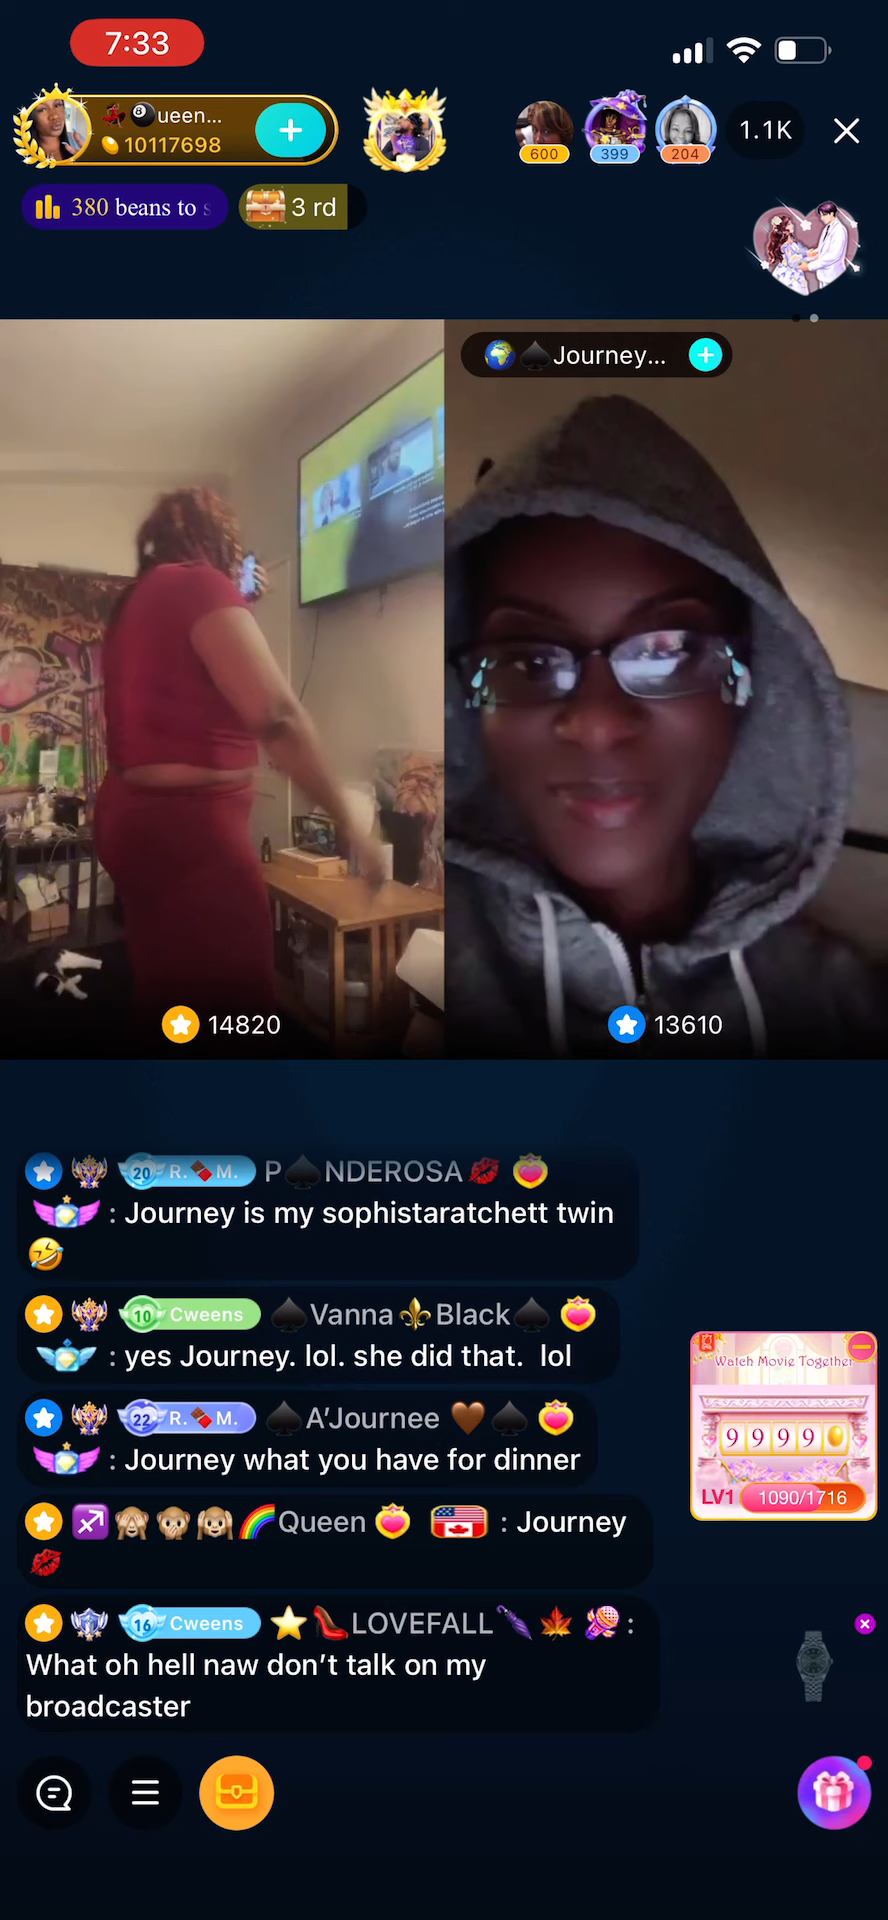 7:33
💃🎱ueen...
10117698
600
399
204
1.1K
380 beans to s
3 rd
🌍♠️Journey...
14820
13610
20 R.🍫M. P♠️NDEROSA💋
: Journey is my sophistaratchett twin
🤣
10 Cweens ♠️Vanna⚜️Black♠️
: yes Journey. lol. she did that. lol
22 R.🍫M. ♠️A'Journee 🤎♠️
: Journey what you have for dinner
♐🙈🙊🙉🌈Queen : Journey
💋
16 Cweens ⭐👠LOVEFALL🌂🍁 :
What oh hell naw don't talk on my
broadcaster
Watch Movie Together
9 9 9 9
LV1 1090/1716